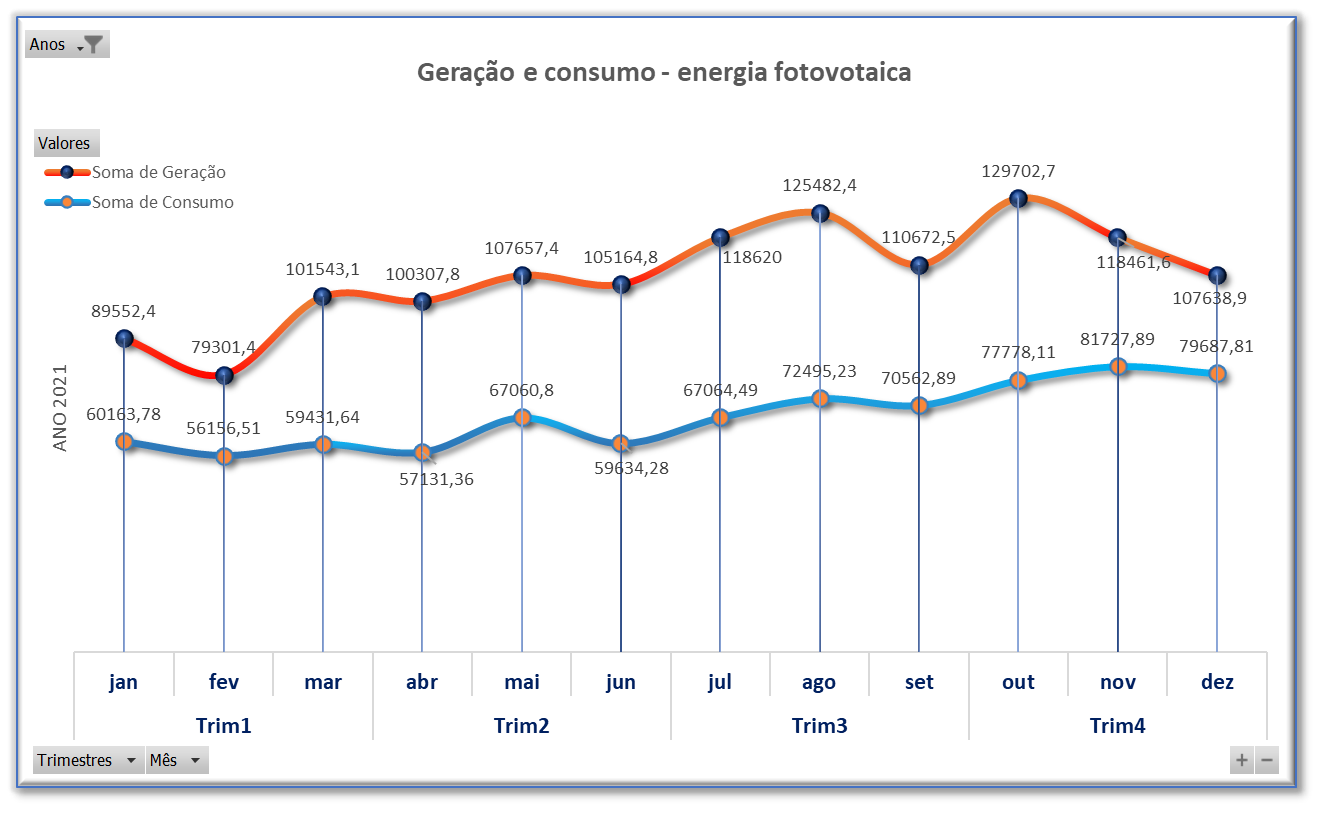 Anos
Geração e consumo - energia fotovotaica
Valores
Soma de Geração
Soma de Consumo
89552,4
79301,4
101543,1
100307,8
107657,4
105164,8
118620
125482,4
110672,5
129702,7
118461,6
107638,9
60163,78
56156,51
59431,64
57131,36
67060,8
59634,28
67064,49
72495,23
70562,89
77778,11
81727,89
79687,81
ANO 2021
jan fev mar abr mai jun jul ago set out nov dez
Trim1 Trim2 Trim3 Trim4
Trimestres Mês
+ −